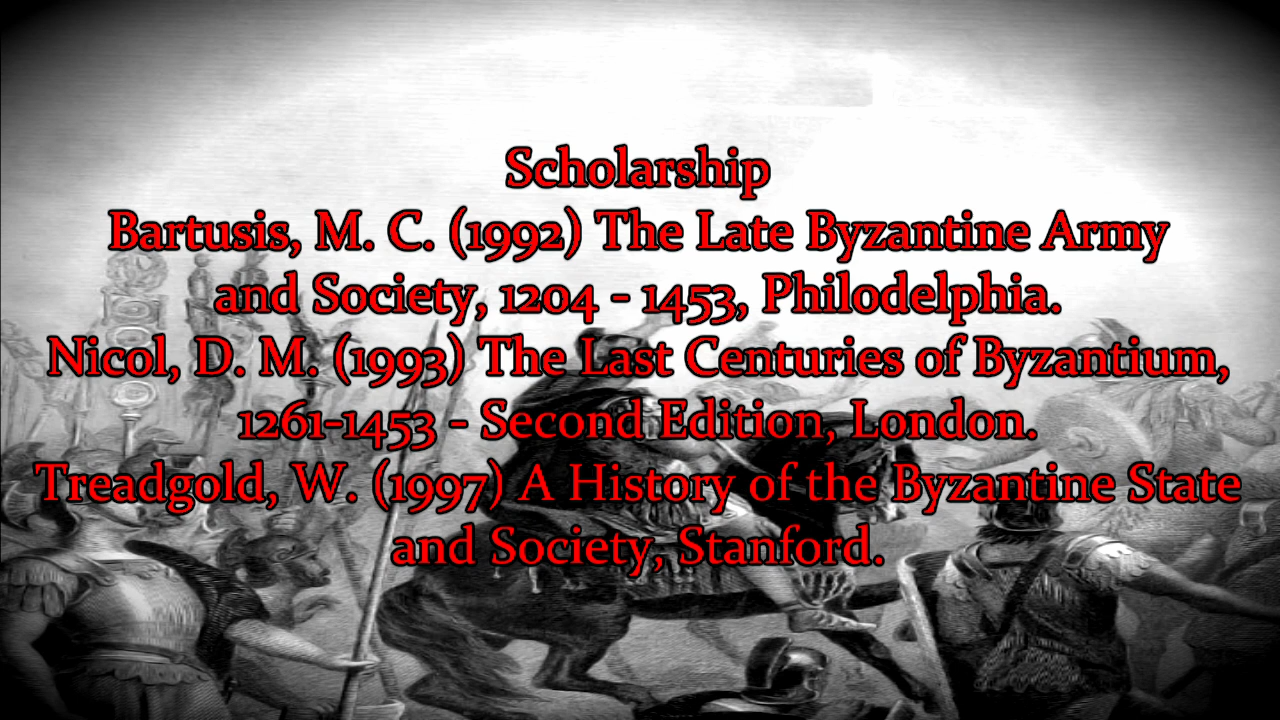 Scholarship
Bartusis, M. C. (1992) The Late Byzantine Army
and Society, 1204 - 1453, Philodelphia.
Nicol, D. M. (1993) The Last Centuries of Byzantium,
1261-1453 - Second Edition, London.
Treadgold, W. (1997) A History of the Byzantine State
and Society, Stanford.